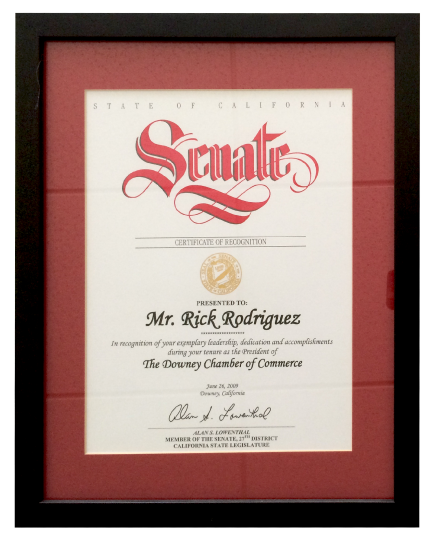 STATE OF CALIFORNIA
Senate
CERTIFICATE OF RECOGNITION
PRESENTED TO:
Mr. Rick Rodriguez
In recognition of your exemplary leadership, dedication and accomplishments
during your tenure as the President of
The Downey Chamber of Commerce
June 26, 2009
Downey, California
Alan S. Lowenthal
ALAN S. LOWENTHAL
MEMBER OF THE SENATE, 27TH DISTRICT
CALIFORNIA STATE LEGISLATURE